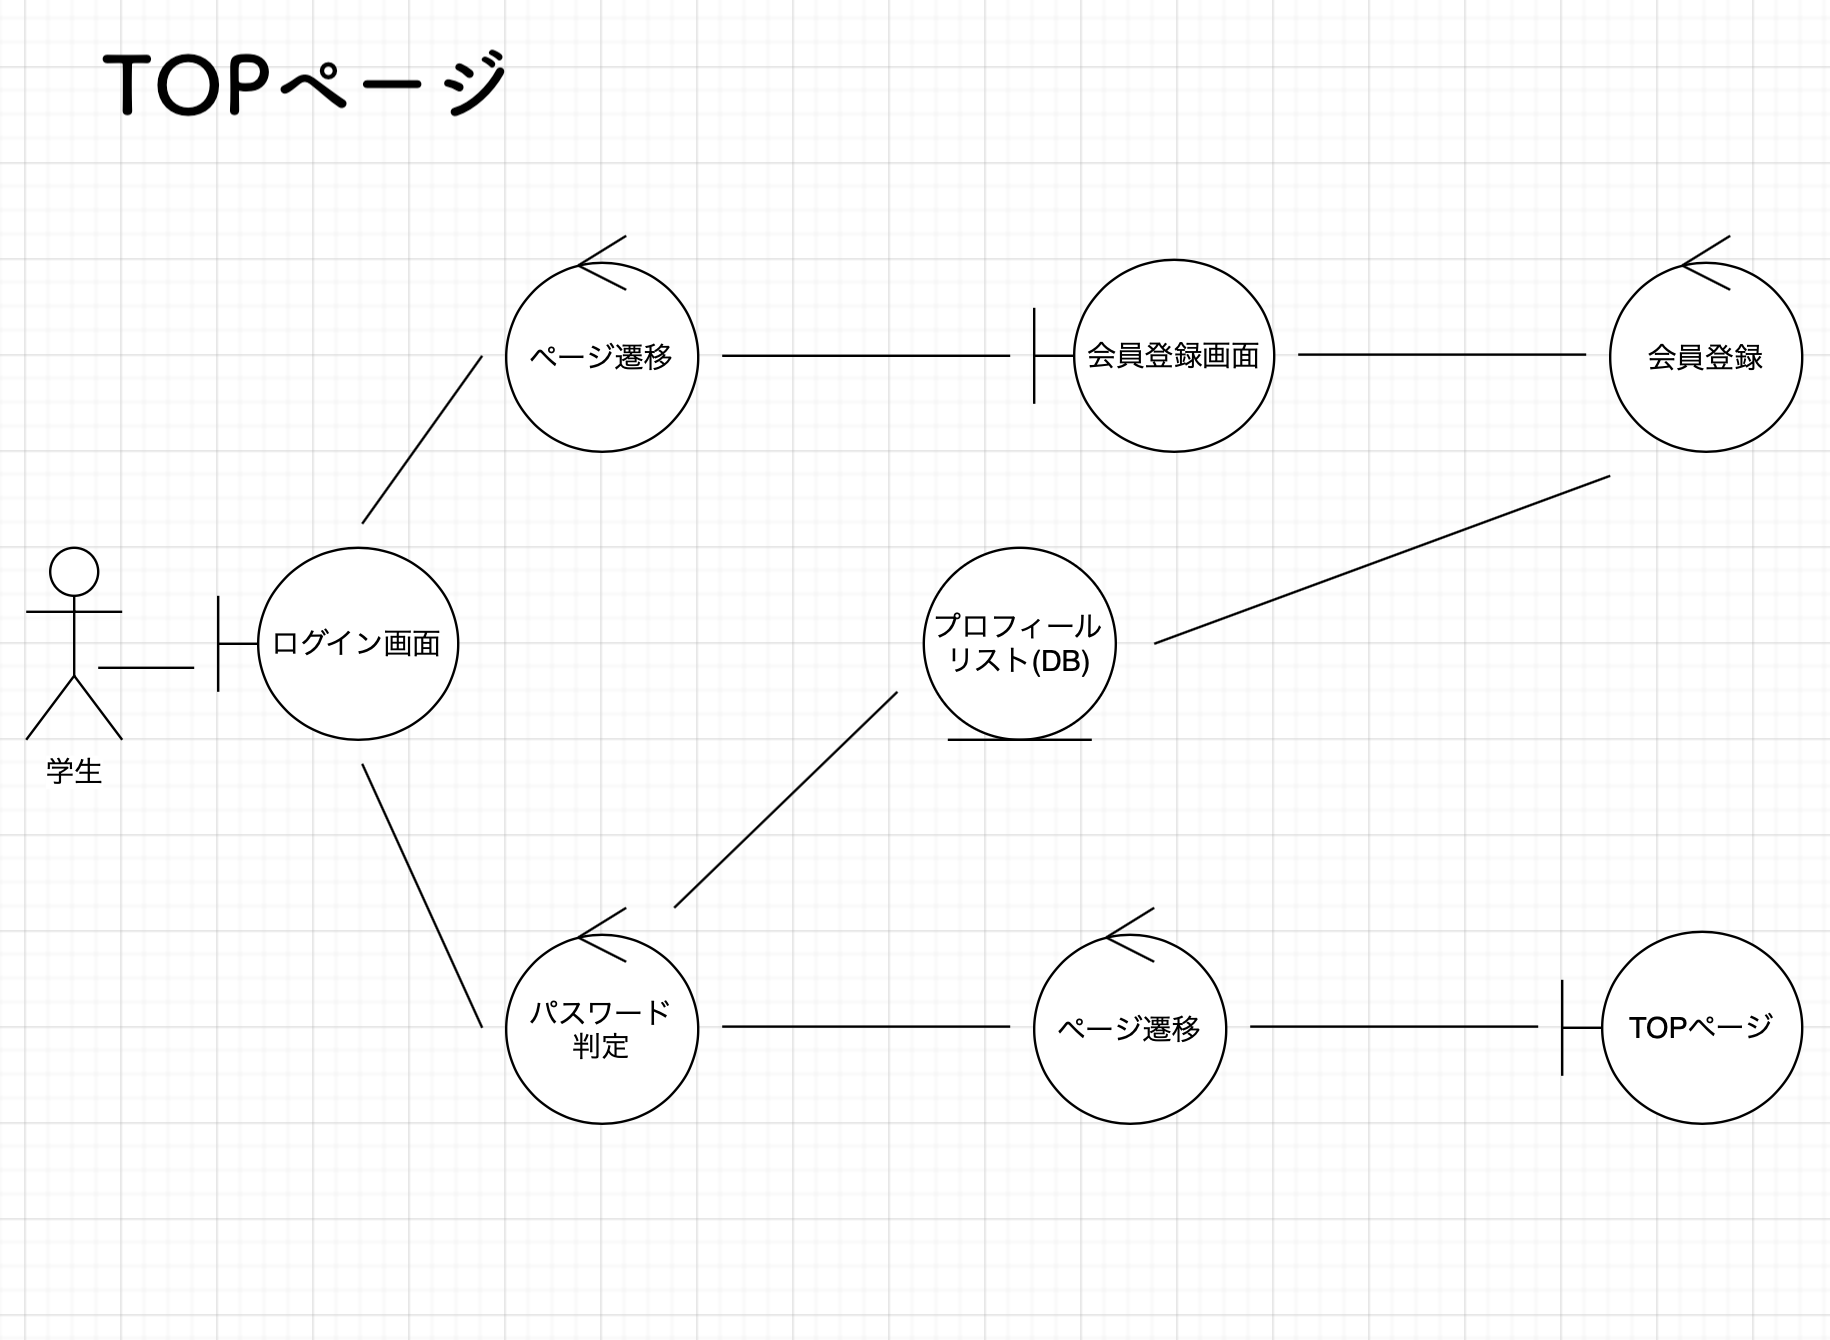 TOPページ
ページ遷移
会員登録画面
会員登録
学生
ログイン画面
プロフィール
リスト(DB)
パスワード
判定
ページ遷移
TOPページ